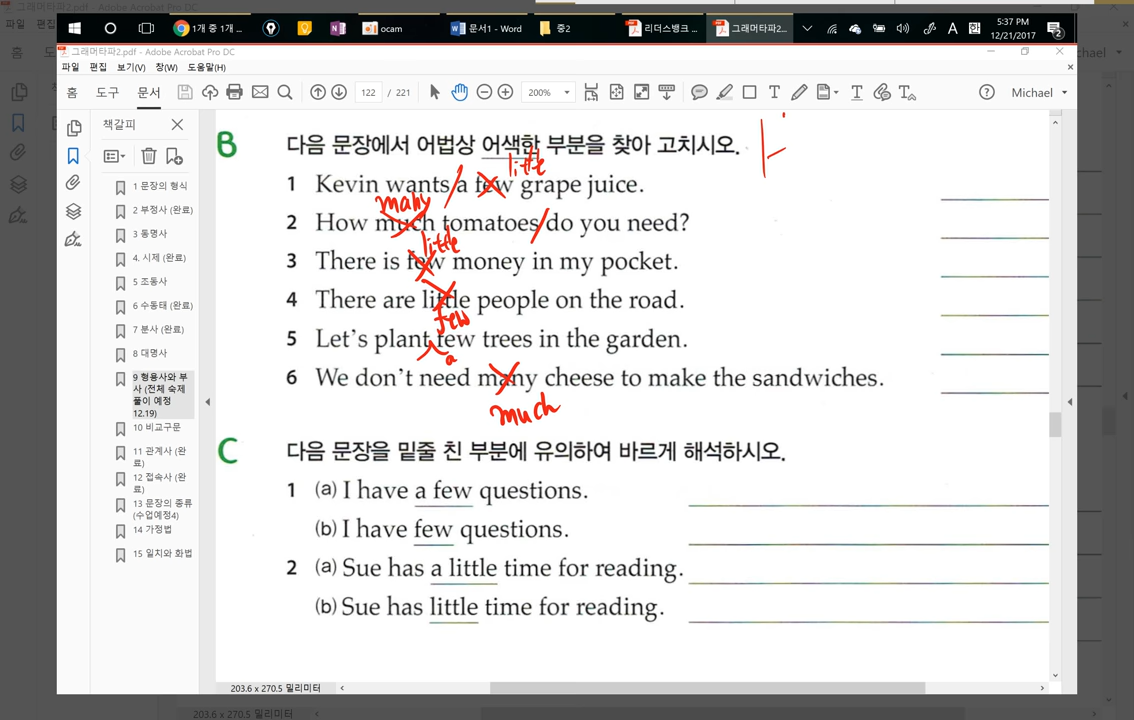 1개 중 1개 ...
ocam
문서1 - Word
중2
리더스뱅크 ...
그래머타파2...
A
한
5:37 PM
12/21/2017
2
그래머타파2.pdf - Adobe Acrobat Pro DC
파일 편집 보기(V) 창(W) 도움말(H)
홈 도구 문서 122 / 221 200% Michael
책갈피
1 문장의 형식
2 부정사 (완료)
3 동명사
4. 시제 (완료)
5 조동사
6 수동태 (완료)
7 분사 (완료)
8 대명사
9 형용사와 부
사 (전체 숙제
풀이 예정
12.19)
10 비교구문
11 관계사 (완
료)
12 접속사 (완
료)
13 문장의 종류
(수업예정4)
14 가정법
15 일치와 화법
B 다음 문장에서 어법상 어색한 부분을 찾아 고치시오.
little
1 Kevin wants a few grape juice.
many
2 How much tomatoes do you need?
little
3 There is few money in my pocket.
4 There are little people on the road.
few
5 Let's plant few trees in the garden.
a
6 We don't need many cheese to make the sandwiches.
much
C 다음 문장을 밑줄 친 부분에 유의하여 바르게 해석하시오.
1 (a) I have a few questions.
(b) I have few questions.
2 (a) Sue has a little time for reading.
(b) Sue has little time for reading.
203.6 x 270.5 밀리미터